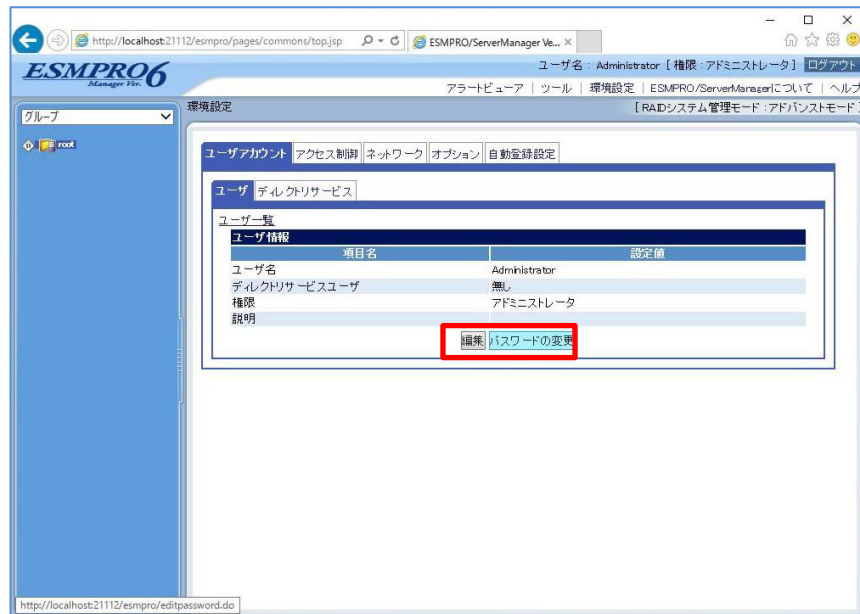 http://localhost:21112/esmpro/pages/commons/top.jsp
ESMPRO/ServerManager Ve...
ESMPRO6
Manager Ver.
ユーザ名 : Administrator [ 権限 : アドミニストレータ ] ログアウト
アラートビューア | ツール | 環境設定 | ESMPRO/ServerManagerについて | ヘルプ
グループ
環境設定
[ RAIDシステム管理モード : アドバンストモード ]
root
ユーザアカウント アクセス制御 ネットワーク オプション 自動登録設定
ユーザ ディレクトリサービス
ユーザ一覧
ユーザ情報
項目名 設定値
ユーザ名 Administrator
ディレクトリサービスユーザ 無し
権限 アドミニストレータ
説明
編集 パスワードの変更
http://localhost:21112/esmpro/editpassword.do